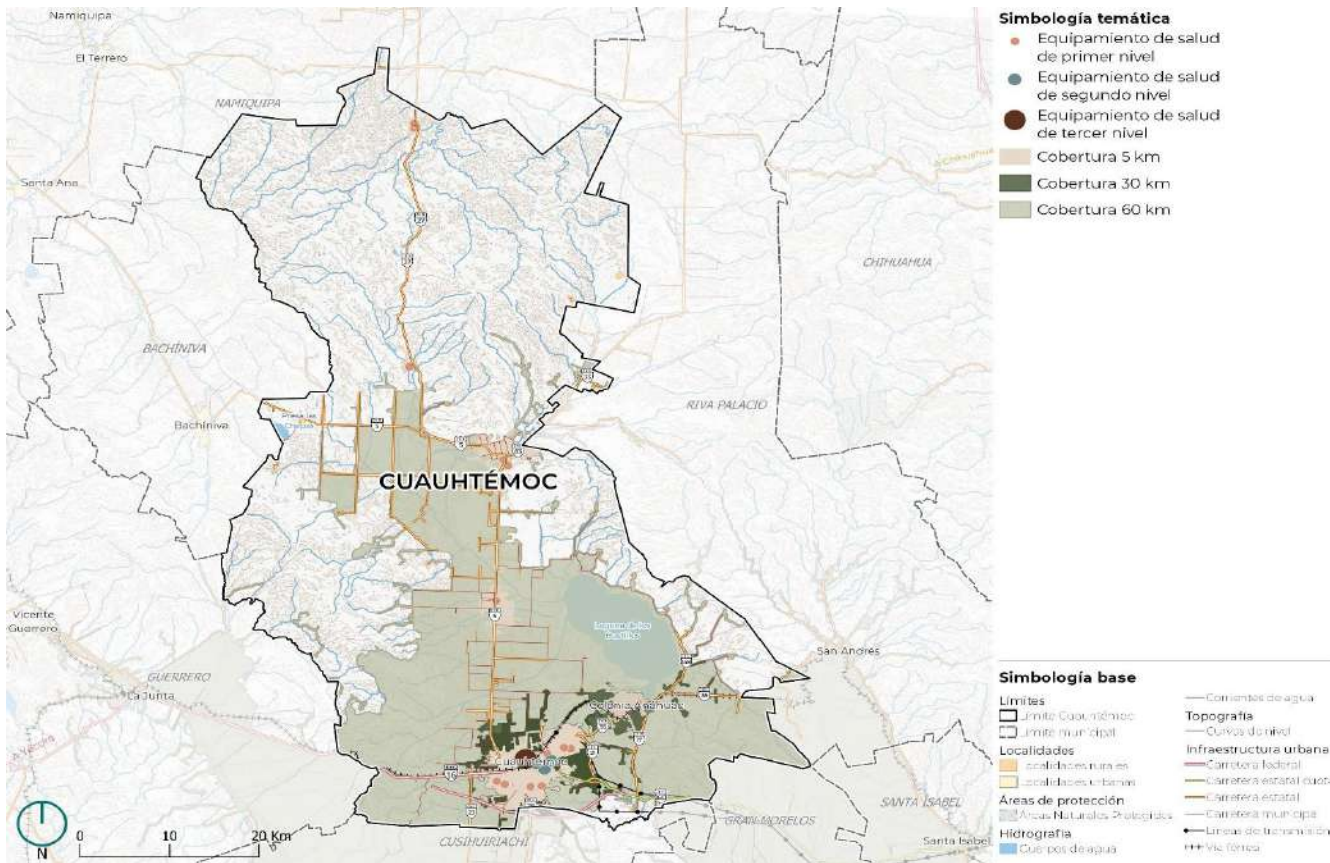 Namiquipa
El Terrero
NAMIQUIPA
Santa Ana
A Chihuahua
CHIHUAHUA
BACHÍNIVA
RIVA PALACIO
Bachíniva
CUAUHTÉMOC
Vicente
Guerrero
GUERRERO
La Junta
San Andrés
Colonia Anáhuac
Cuauhtémoc
16
SANTA ISABEL
GRAN MORELOS
CUSIHUIRIACHI
Santa Isabel
N
0 10 20 Km
Simbología temática
Equipamiento de salud
de primer nivel
Equipamiento de salud
de segundo nivel
Equipamiento de salud
de tercer nivel
Cobertura 5 km
Cobertura 30 km
Cobertura 60 km
Simbología base
Límites
Límite Cuauhtémoc
Límite municipal
Localidades
Localidades rurales
Localidades urbanas
Áreas de protección
Áreas Naturales Protegidas
Hidrografía
Cuerpos de agua
Corrientes de agua
Topografía
Curvas de nivel
Infraestructura urbana
Carretera federal
Carretera estatal cuota
Carretera estatal
Carretera municipal
Líneas de transmisión
Vía férrea